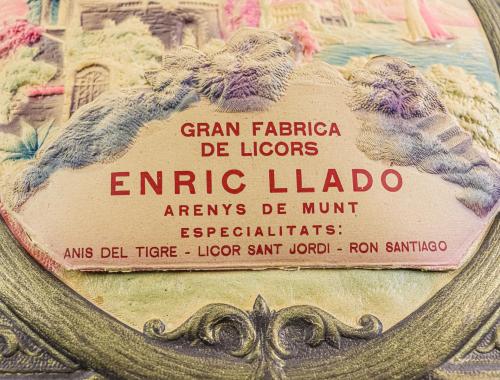 GRAN FABRICA
DE LICORS
ENRIC LLADO
ARENYS DE MUNT
ESPECIALITATS:
ANIS DEL TIGRE - LICOR SANT JORDI - RON SANTIAGO